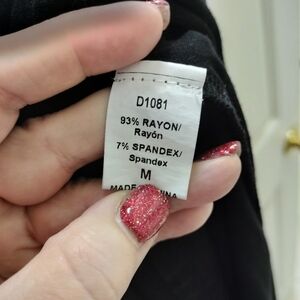 D1081
93% RAYON/
Rayón
7% SPANDEX/
Spandex
M
MADE